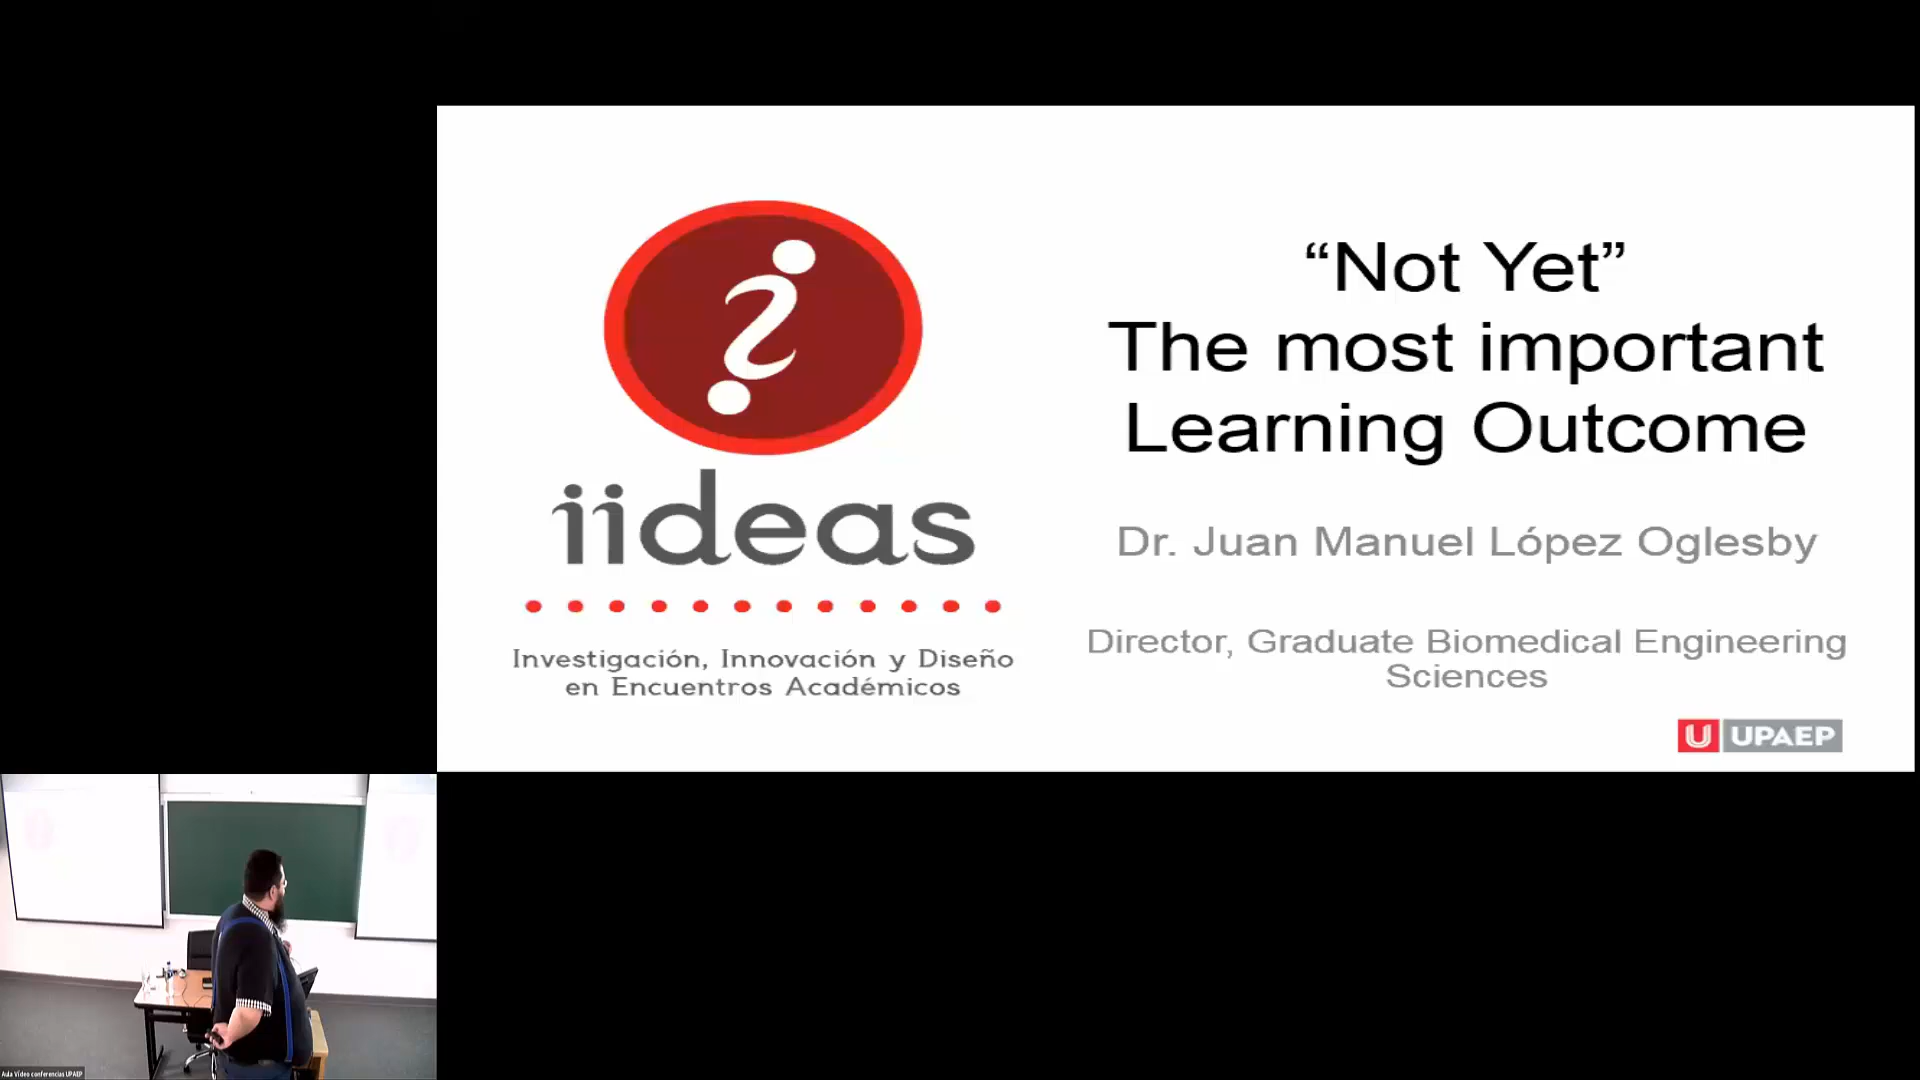 “Not Yet”
The most important
Learning Outcome
Dr. Juan Manuel López Oglesby
Director, Graduate Biomedical Engineering
Sciences
U UPAEP
iideas
Investigación, Innovación y Diseño
en Encuentros Académicos
Aula Vídeo conferencias UPAEP